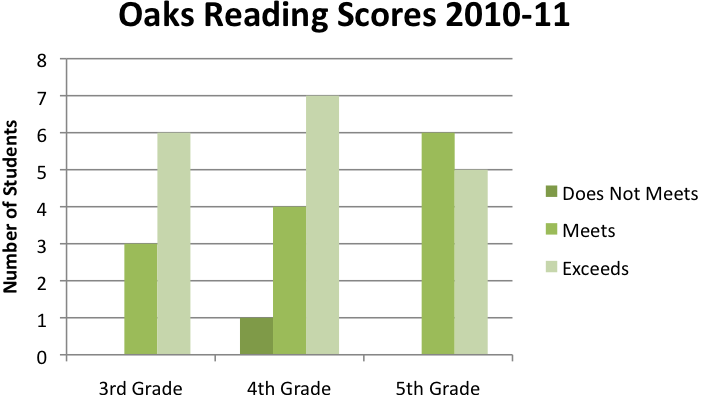 Oaks Reading Scores 2010-11
Number of Students
8
7
6
5
4
3
2
1
0
3rd Grade
4th Grade
5th Grade
Does Not Meets
Meets
Exceeds